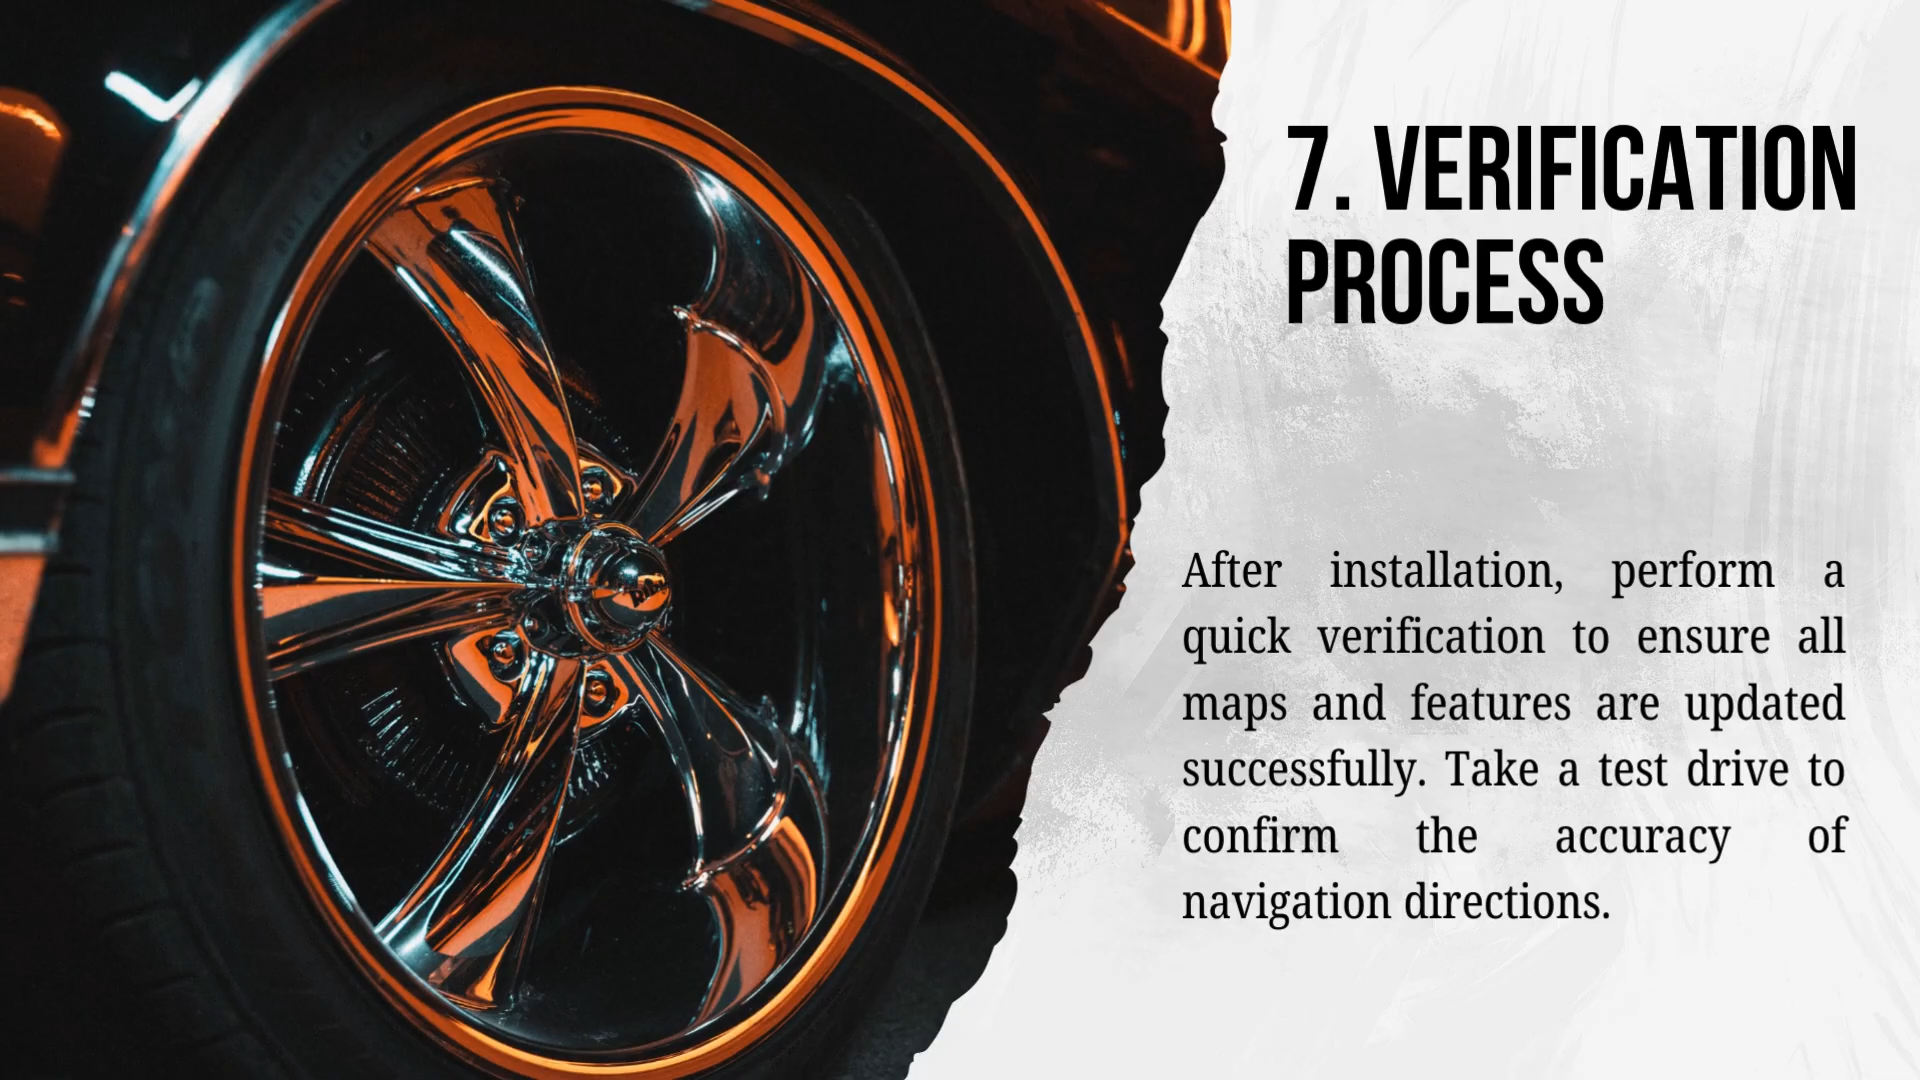 7. VERIFICATION
PROCESS
After installation, perform a
quick verification to ensure all
maps and features are updated
successfully. Take a test drive to
confirm the accuracy of
navigation directions.